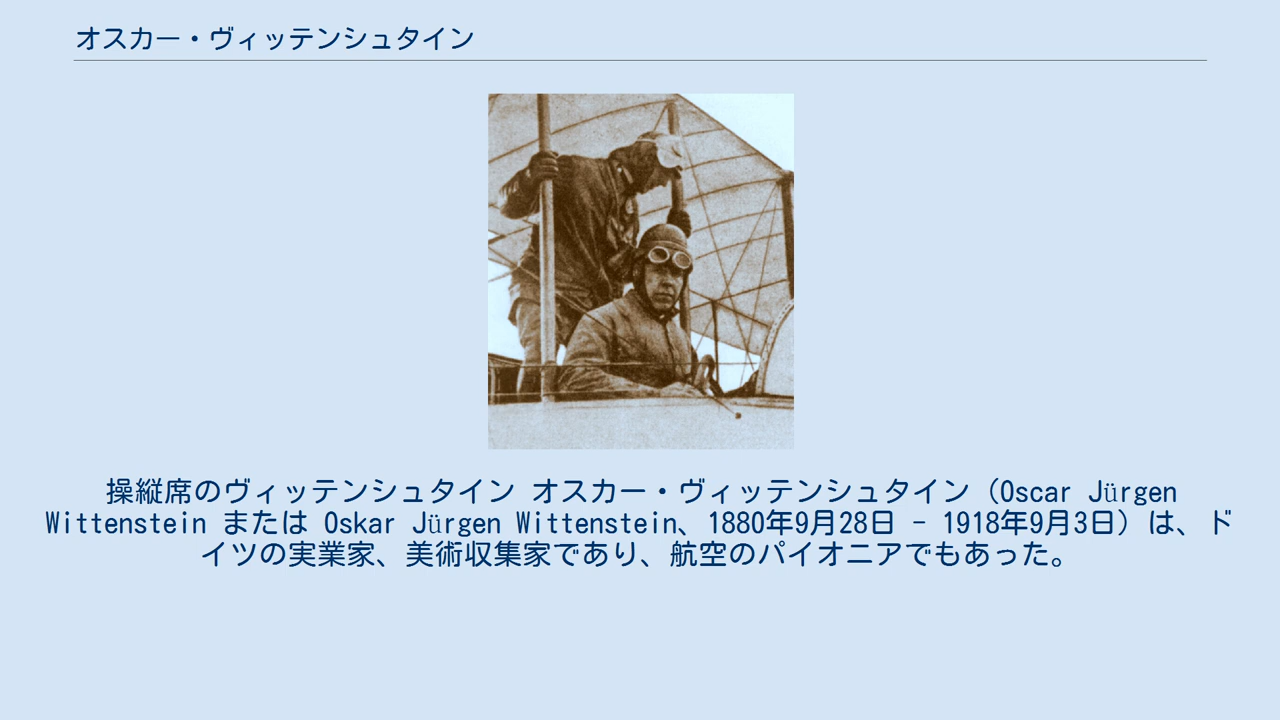 オスカー・ヴィッテンシュタイン
操縦席のヴィッテンシュタイン オスカー・ヴィッテンシュタイン（Oscar Jürgen
Wittenstein または Oskar Jürgen Wittenstein、1880年9月28日 - 1918年9月3日）は、ド
イツの実業家、美術収集家であり、航空のパイオニアでもあった。